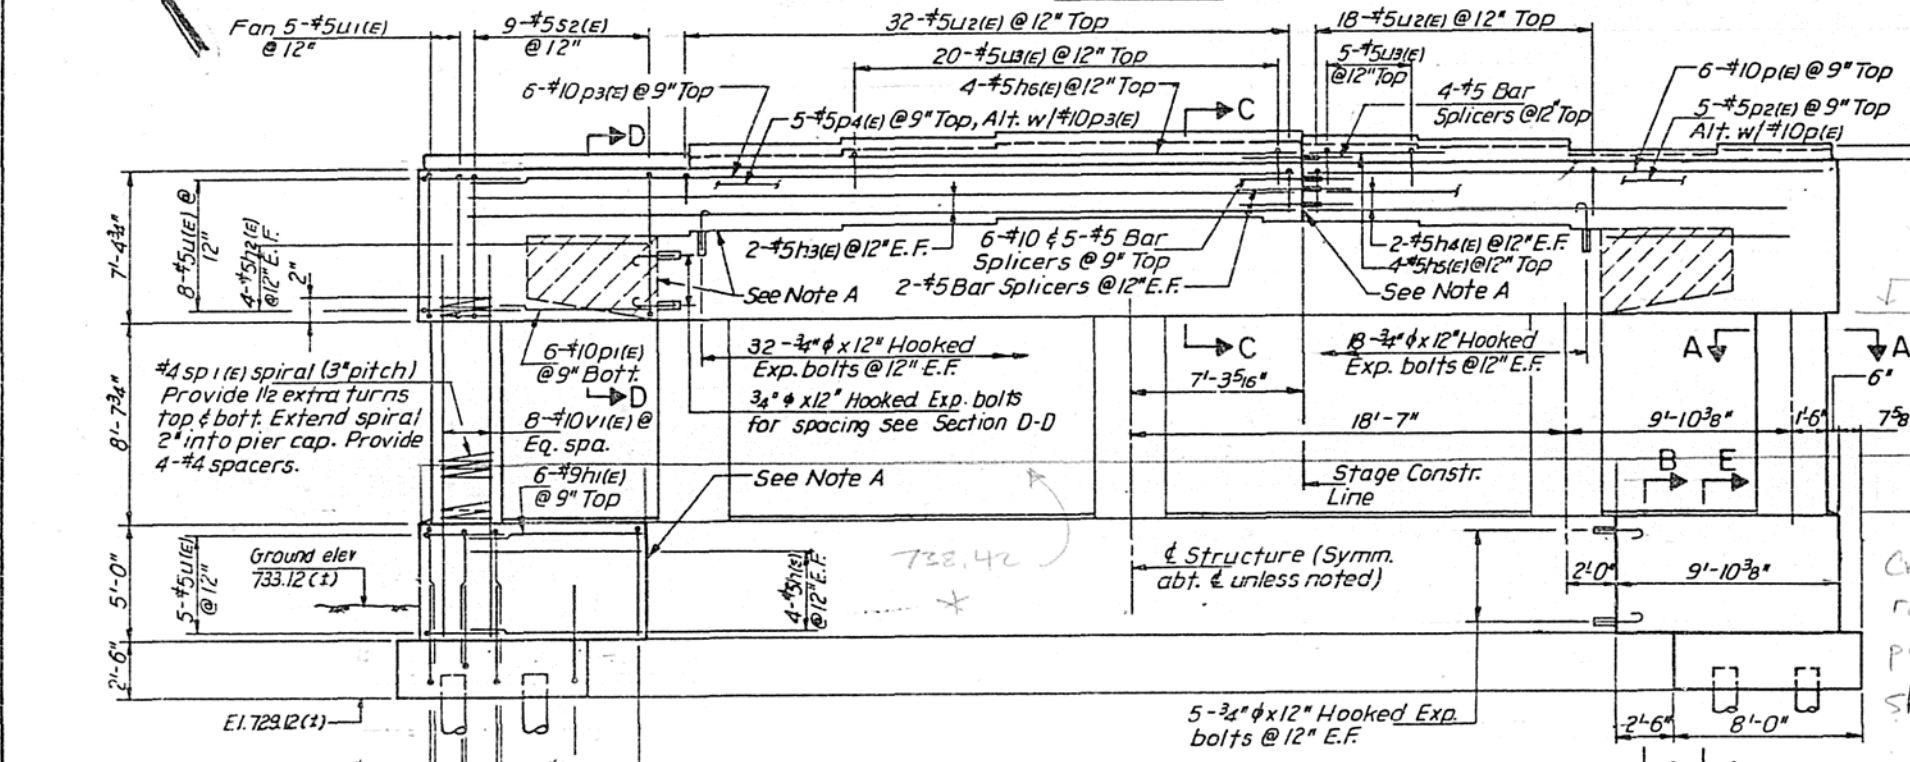 Fan 5-#5u1(E)
@ 12"
9-#5s2(E)
@ 12"
32-#5u2(E) @ 12" Top
18-#5u2(E) @ 12" Top
20-#5u3(E) @ 12" Top
5-#5u3(E)
@ 12" Top
6-#10p3(E) @ 9" Top
4-#5h6(E) @ 12" Top
4-#5 Bar
Splicers @ 12" Top
6-#10p(E) @ 9" Top
5-#5p2(E) @ 9" Top
Alt. w/#10p(E)
5-#5p4(E) @ 9" Top, Alt. w/#10p3(E)
D
C
7'-4¾"
8-#5u(E) @
12"
4-#5h2(E)
@ 12" E.F.
2"
2-#5h3(E) @ 12" E.F.
6-#10 & 5-#5 Bar
Splicers @ 9" Top
2-#5 Bar Splicers @ 12" E.F.
2-#5h4(E) @ 12" E.F.
4-#5h5(E) @ 12" Top
See Note A
See Note A
6-#10p1(E)
@ 9" Bott.
D
32-¾" ϕ x 12" Hooked
Exp. bolts @ 12" E.F.
C
18-¾" ϕ x 12" Hooked
Exp. bolts @ 12" E.F.
A
A
6"
¾" ϕ x 12" Hooked Exp. bolts
for spacing see Section D-D
7'-3 5/16"
#4 sp1(E) spiral (3" pitch)
Provide 1½ extra turns
top & bott. Extend spiral
2" into pier cap. Provide
4-#4 spacers.
8'-7¾"
8-#10v1(E) @
Eq. spa.
18'-7"
9'-10⅜"
1'-6"
7⅝
6-#9h1(E)
@ 9" Top
See Note A
Stage Constr.
Line
B
E
5'-0"
5-#5u(E)
@ 12"
Ground elev
733.12 (±)
4-#5h(E)
@ 12" E.F.
738.42
*
℄ Structure (Symm.
abt. ℄ unless noted)
2'-0"
9'-10⅜"
2'-6"
El. 729.12 (±)
5-¾" ϕ x 12" Hooked Exp.
bolts @ 12" E.F.
2'-6"
8'-0"